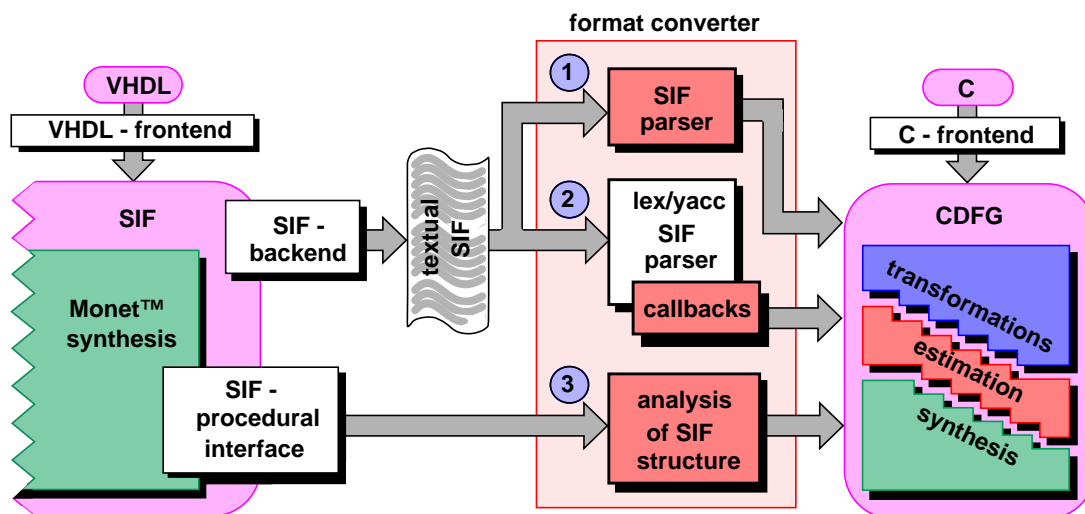 format converter
VHDL
VHDL - frontend
SIF
SIF -
backend
Monet™
synthesis
SIF -
procedural
interface
textual
SIF
1
SIF
parser
2
lex/yacc
SIF
parser
callbacks
3
analysis
of SIF
structure
C
C - frontend
CDFG
transformations
estimation
synthesis